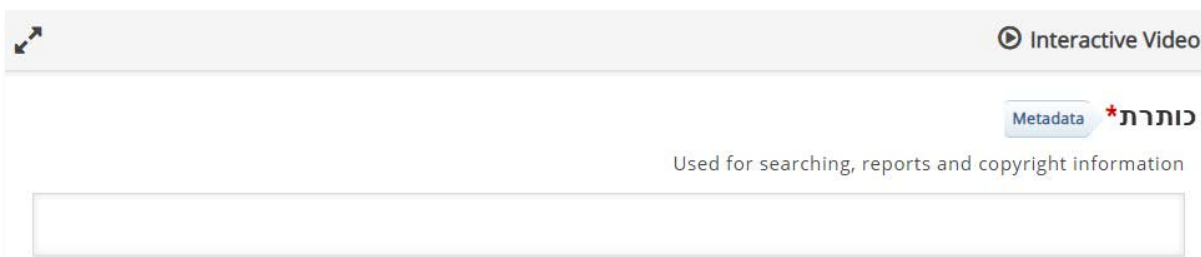 Interactive Video
כותרת* Metadata
Used for searching, reports and copyright information